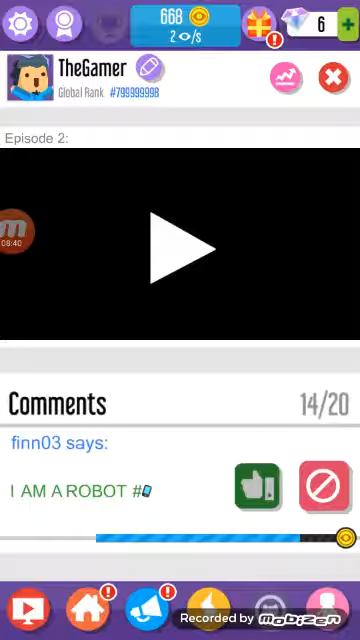 668
2 /s
6
TheGamer
Global Rank #799999998
Episode 2:
08:40
Comments 14/20
finn03 says:
I AM A ROBOT #
Recorded by mobizen